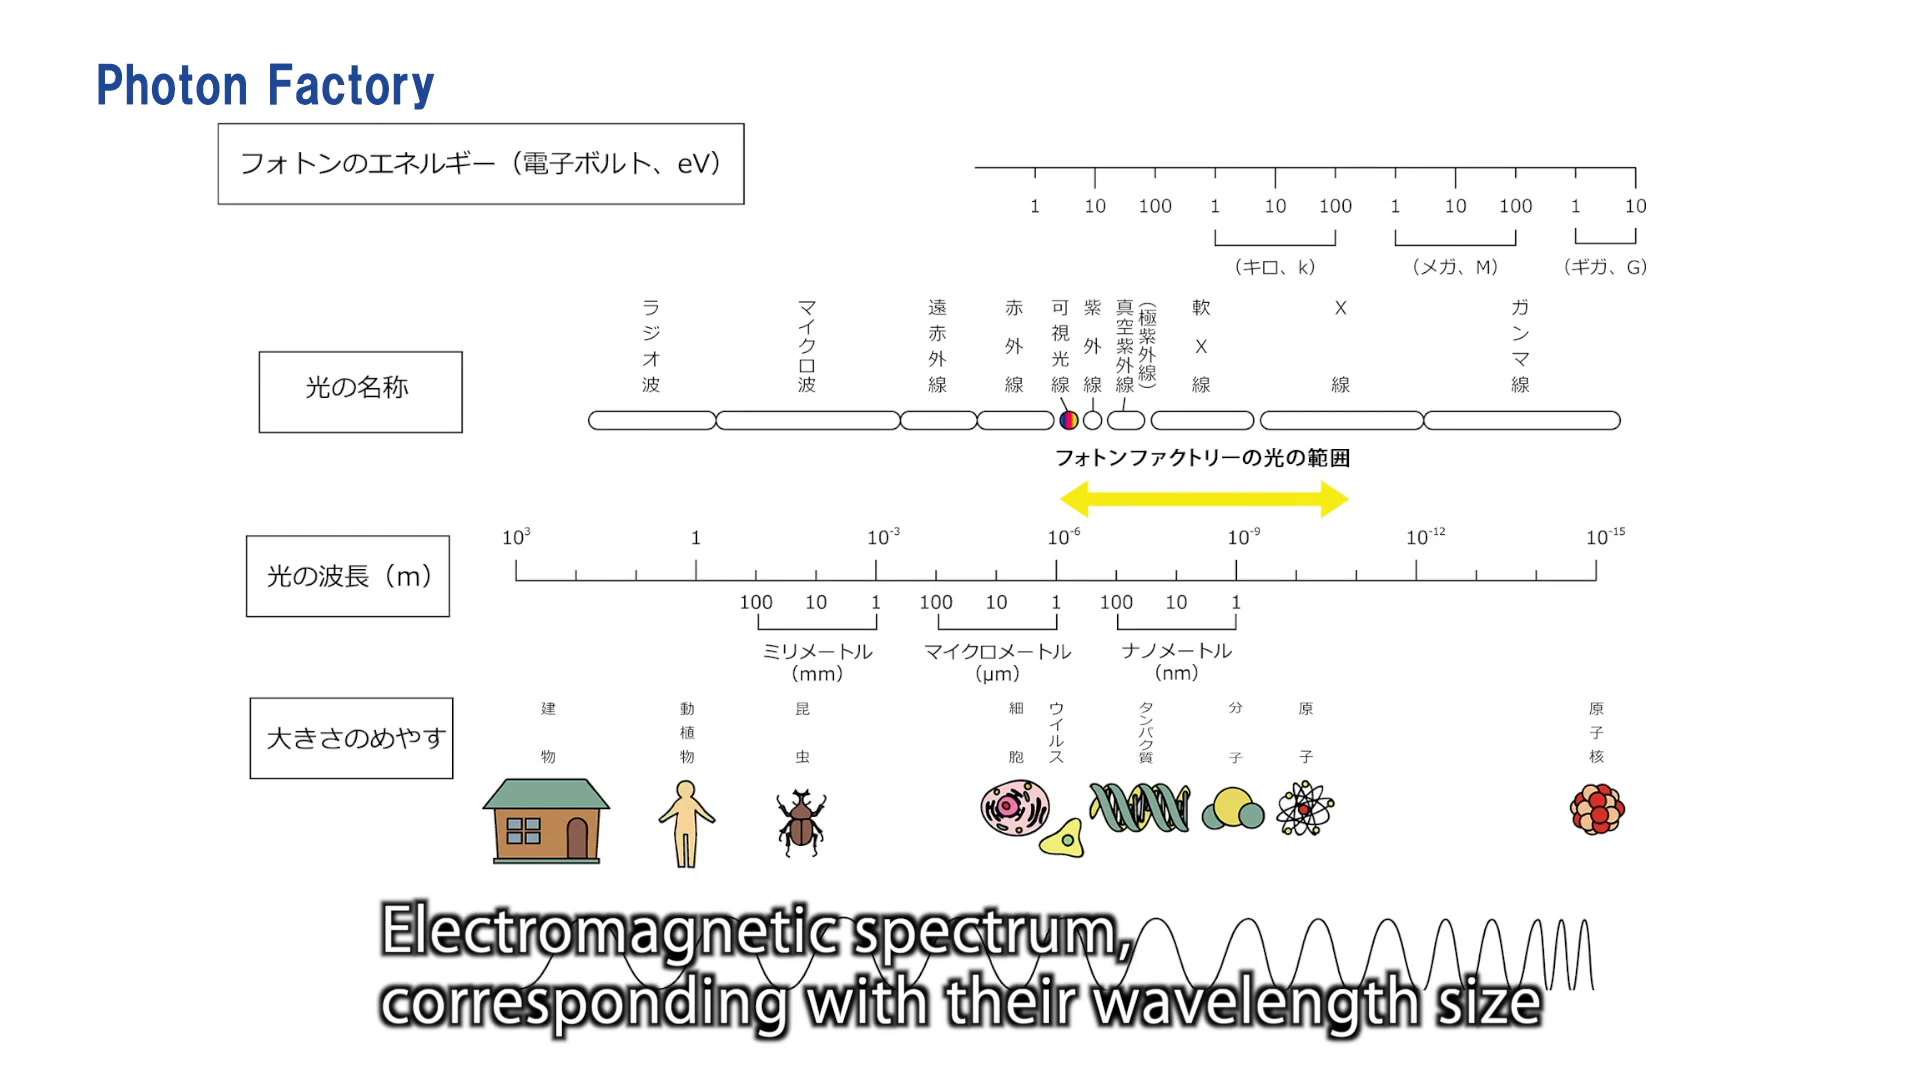 Photon Factory
フォトンのエネルギー（電子ボルト、eV）
1 10 100 1 10 100 1 10 100 1 10
（キロ、k） （メガ、M） （ギガ、G）
光の名称
ラジオ波
マイクロ波
遠赤外線
赤外線
可視光線
紫外線
真空紫外線
（極紫外線）
軟X線
X線
ガンマ線
フォトンファクトリーの光の範囲
光の波長（m）
10³ 1 10⁻³ 10⁻⁶ 10⁻⁹ 10⁻¹² 10⁻¹⁵
100 10 1 100 10 1 100 10 1
ミリメートル マイクロメートル ナノメートル
（mm） （μm） （nm）
大きさのめやす
建物
動植物
昆虫
細胞
ウイルス
タンパク質
分子
原子
原子核
Electromagnetic spectrum,
corresponding with their wavelength size